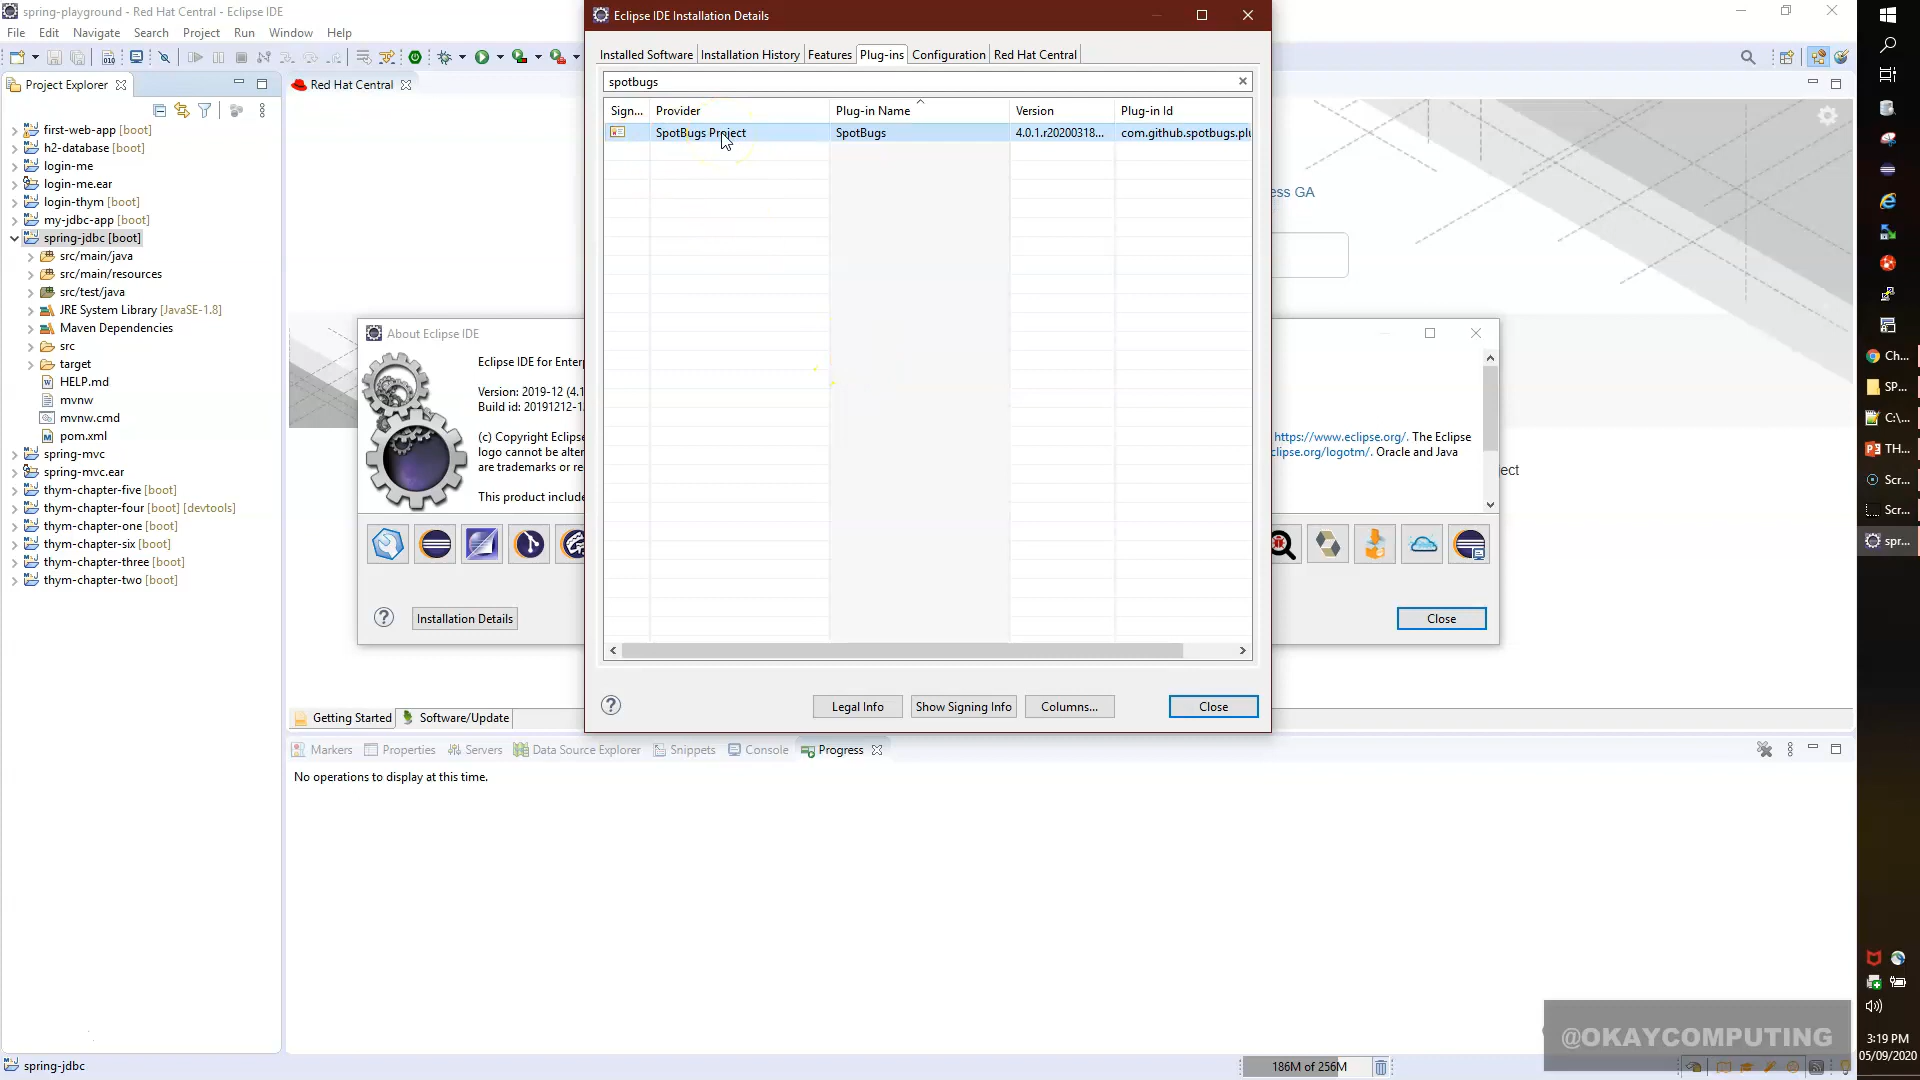 spring-playground - Red Hat Central - Eclipse IDE
File Edit Navigate Search Project Run Window Help
Project Explorer
first-web-app [boot]
h2-database [boot]
login-me
login-me.ear
login-thym [boot]
my-jdbc-app [boot]
spring-jdbc [boot]
src/main/java
src/main/resources
src/test/java
JRE System Library [JavaSE-1.8]
Maven Dependencies
src
target
HELP.md
mvnw
mvnw.cmd
pom.xml
spring-mvc
spring-mvc.ear
thym-chapter-five [boot]
thym-chapter-four [boot] [devtools]
thym-chapter-one [boot]
thym-chapter-six [boot]
thym-chapter-three [boot]
thym-chapter-two [boot]
Red Hat Central
ess GA
ect
About Eclipse IDE
Eclipse IDE for Enterp
Version: 2019-12 (4.1
Build id: 20191212-1
(c) Copyright Eclipse
logo cannot be alter
are trademarks or re
This product include
https://www.eclipse.org/. The Eclipse
clipse.org/logotm/. Oracle and Java
Installation Details
Close
Eclipse IDE Installation Details
Installed Software Installation History Features Plug-ins Configuration Red Hat Central
spotbugs
Sign... Provider Plug-in Name Version Plug-in Id
SpotBugs Project SpotBugs 4.0.1.r20200318... com.github.spotbugs.plu
Legal Info Show Signing Info Columns... Close
Getting Started Software/Update
Markers Properties Servers Data Source Explorer Snippets Console Progress
No operations to display at this time.
spring-jdbc
186M of 256M
Ch...
SP...
C:\...
TH...
Scr...
Scr...
spr...
@OKAYCOMPUTING
3:19 PM
05/09/2020